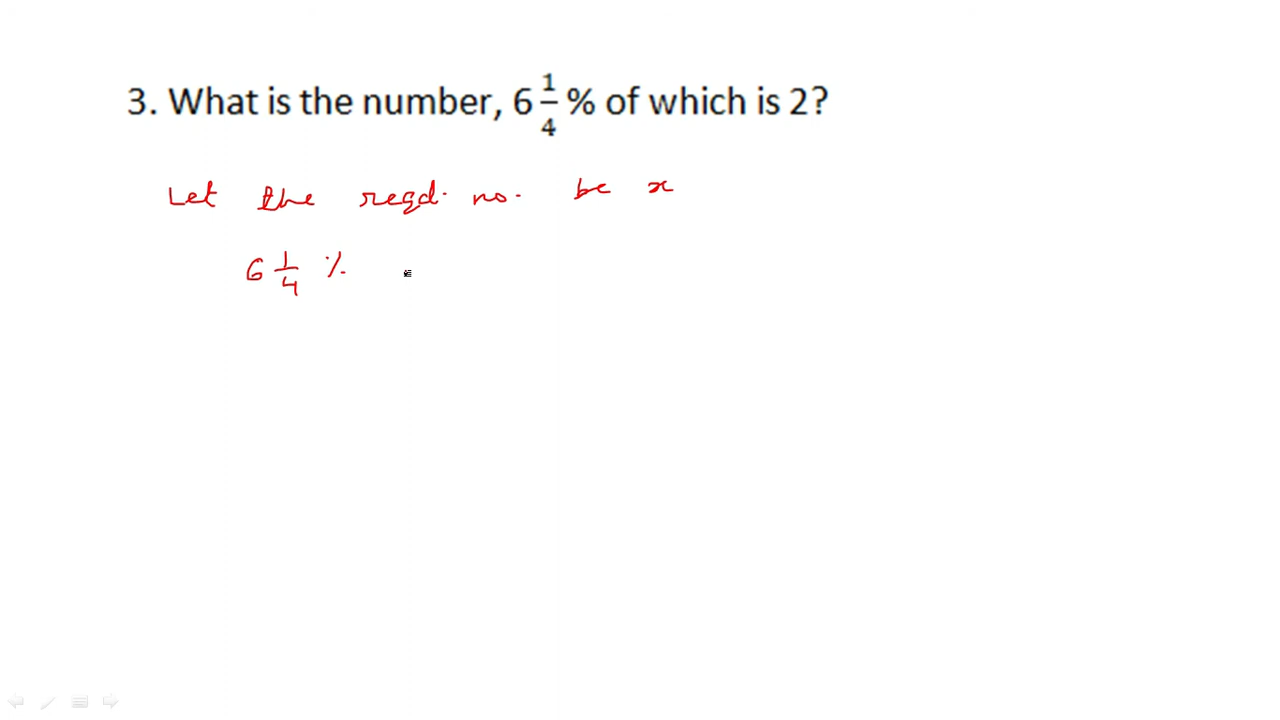 3. What is the number, 6 1/4 % of which is 2?
Let the reqd. no. be x
6 1/4 %